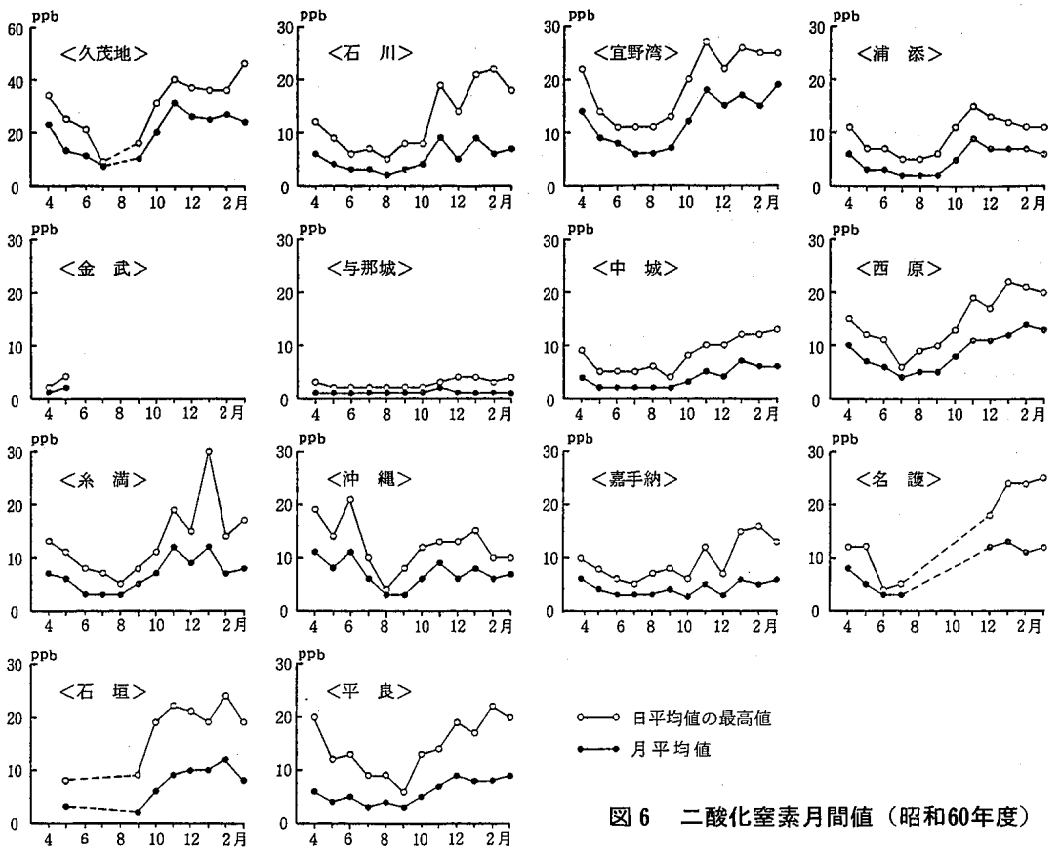 ppb ppb ppb ppb
60 30 30 30
<久茂地> <石 川> <宜野湾> <浦 添>
40 20 20 20
20 10 10 10
0 0 0 0
4 6 8 10 12 2月 4 6 8 10 12 2月 4 6 8 10 12 2月 4 6 8 10 12 2月
ppb ppb ppb ppb
30 30 30 30
<金 武> <与那城> <中 城> <西 原>
20 20 20 20
10 10 10 10
0 0 0 0
4 6 8 10 12 2月 4 6 8 10 12 2月 4 6 8 10 12 2月 4 6 8 10 12 2月
ppb ppb ppb ppb
30 30 30 30
<糸 満> <沖 縄> <嘉手納> <名 護>
20 20 20 20
10 10 10 10
0 0 0 0
4 6 8 10 12 2月 4 6 8 10 12 2月 4 6 8 10 12 2月 4 6 8 10 12 2月
ppb ppb
30 30
<石 垣> <平 良>
20 20
10 10
0 0
4 6 8 10 12 2月 4 6 8 10 12 2月
日平均値の最高値
月平均値
図6 二酸化窒素月間値(昭和60年度)